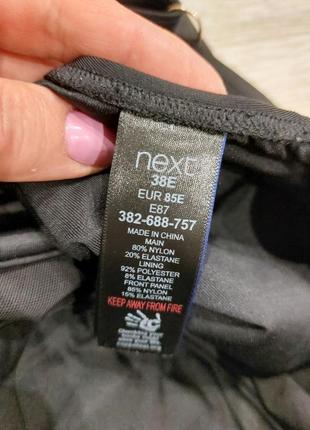 next
38E
EUR 85E
E87
382-688-757
MADE IN CHINA
MAIN
80% NYLON
20% ELASTANE
LINING
92% POLYESTER
8% ELASTANE
FRONT PANEL
85% NYLON
15% ELASTANE
KEEP AWAY FROM FIRE